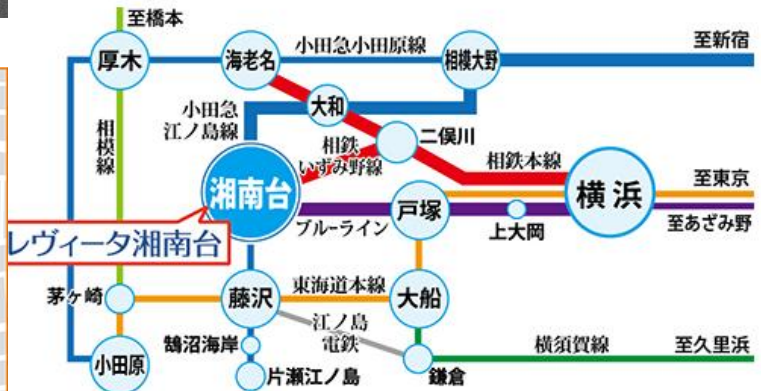 至橋本
厚木
海老名
小田急小田原線
相模大野
至新宿
大和
小田急
江ノ島線
相模線
相鉄
いずみ野線
二俣川
相鉄本線
湘南台
横浜
至東京
戸塚
ブルーライン
上大岡
至あざみ野
レヴィータ湘南台
茅ヶ崎
藤沢
東海道本線
大船
江ノ島
電鉄
鵠沼海岸
横須賀線
至久里浜
小田原
片瀬江ノ島
鎌倉